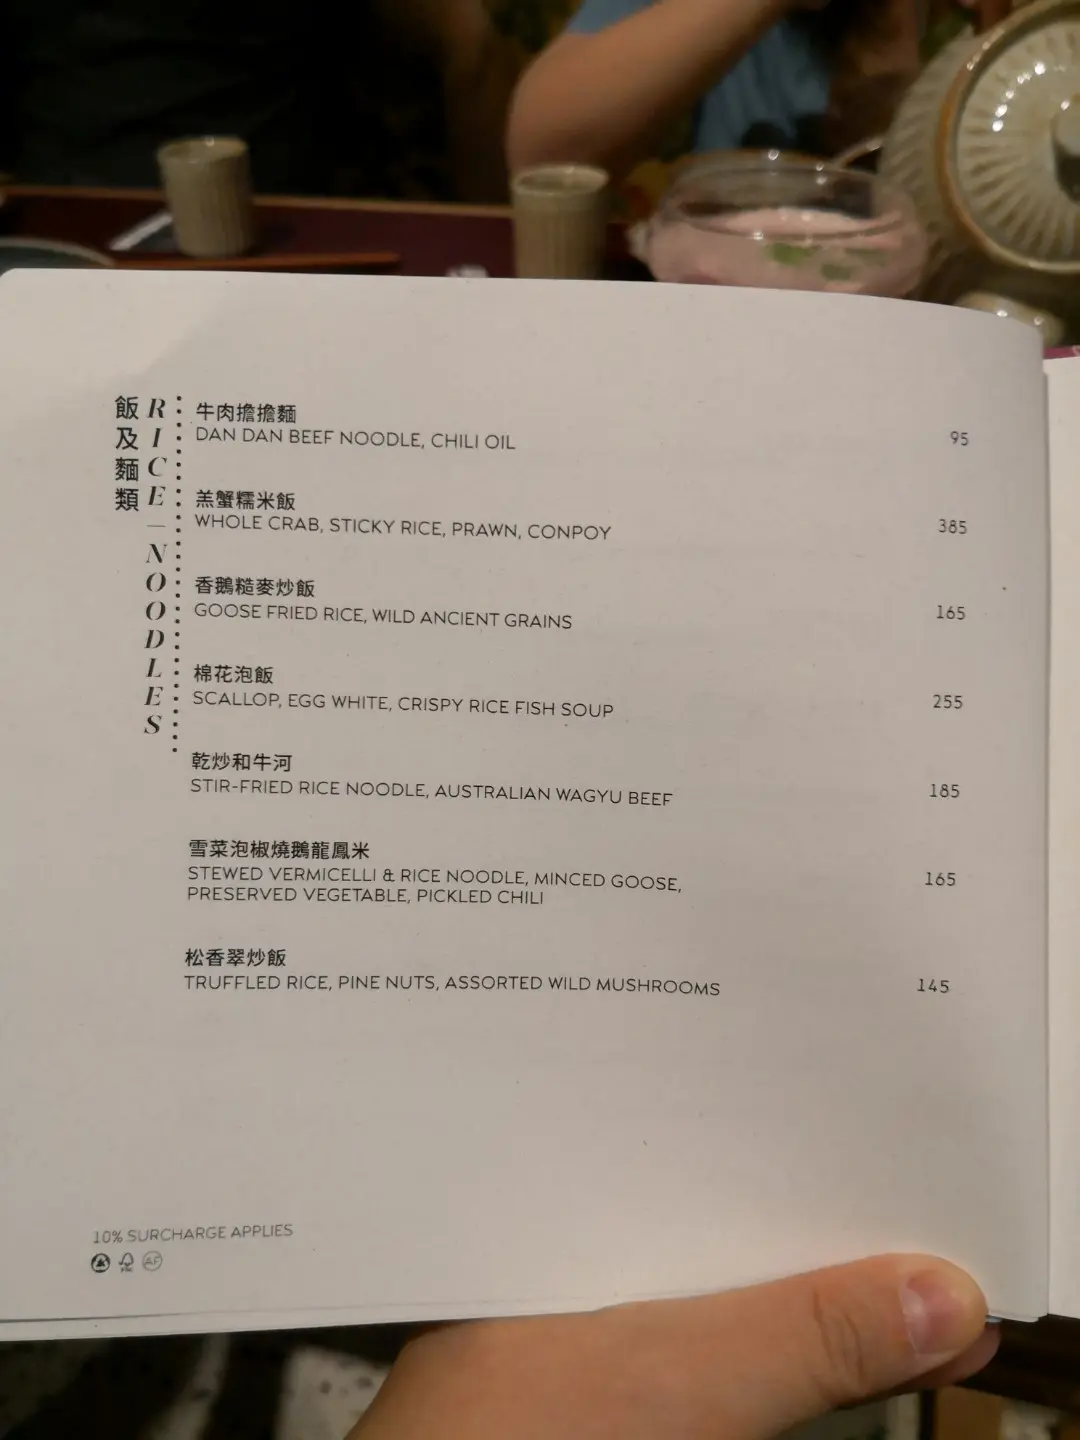 飯及麵類
RICE — NOODLES
牛肉擔擔麵
DAN DAN BEEF NOODLE, CHILI OIL 95
羔蟹糯米飯
WHOLE CRAB, STICKY RICE, PRAWN, CONPOY 385
香鵝糙麥炒飯
GOOSE FRIED RICE, WILD ANCIENT GRAINS 165
棉花泡飯
SCALLOP, EGG WHITE, CRISPY RICE FISH SOUP 255
乾炒和牛河
STIR-FRIED RICE NOODLE, AUSTRALIAN WAGYU BEEF 185
雪菜泡椒燒鵝龍鳳米
STEWED VERMICELLI & RICE NOODLE, MINCED GOOSE, 165
PRESERVED VEGETABLE, PICKLED CHILI
松香翠炒飯
TRUFFLED RICE, PINE NUTS, ASSORTED WILD MUSHROOMS 145
10% SURCHARGE APPLIES